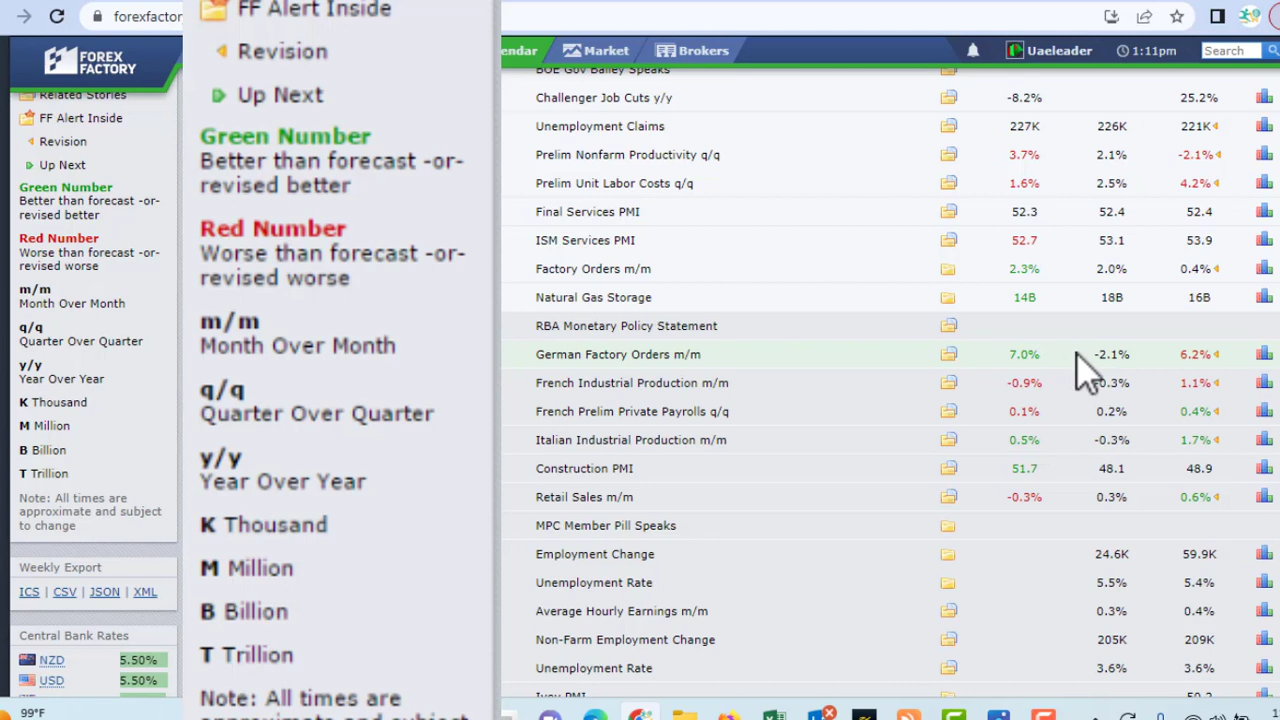 forexfactor
FOREX
FACTORY
endar
Market
Brokers
Uaeleader
1:11pm
Search
Related Stories
FF Alert Inside
Revision
Up Next
Green Number
Better than forecast -or-
revised better
Red Number
Worse than forecast -or-
revised worse
m/m
Month Over Month
q/q
Quarter Over Quarter
y/y
Year Over Year
K Thousand
M Million
B Billion
T Trillion
Note: All times are
approximate and subject
to change
Weekly Export
ICS | CSV | JSON | XML
Central Bank Rates
NZD 5.50%
USD 5.50%
99°F
FF Alert Inside
Revision
Up Next
Green Number
Better than forecast -or-
revised better
Red Number
Worse than forecast -or-
revised worse
m/m
Month Over Month
q/q
Quarter Over Quarter
y/y
Year Over Year
K Thousand
M Million
B Billion
T Trillion
Note: All times are
approximate and subject
BOE Gov Bailey Speaks
Challenger Job Cuts y/y -8.2% 25.2%
Unemployment Claims 227K 226K 221K
Prelim Nonfarm Productivity q/q 3.7% 2.1% -2.1%
Prelim Unit Labor Costs q/q 1.6% 2.5% 4.2%
Final Services PMI 52.3 52.4 52.4
ISM Services PMI 52.7 53.1 53.9
Factory Orders m/m 2.3% 2.0% 0.4%
Natural Gas Storage 14B 18B 16B
RBA Monetary Policy Statement
German Factory Orders m/m 7.0% -2.1% 6.2%
French Industrial Production m/m -0.9% 0.3% 1.1%
French Prelim Private Payrolls q/q 0.1% 0.2% 0.4%
Italian Industrial Production m/m 0.5% -0.3% 1.7%
Construction PMI 51.7 48.1 48.9
Retail Sales m/m -0.3% 0.3% 0.6%
MPC Member Pill Speaks
Employment Change 24.6K 59.9K
Unemployment Rate 5.5% 5.4%
Average Hourly Earnings m/m 0.3% 0.4%
Non-Farm Employment Change 205K 209K
Unemployment Rate 3.6% 3.6%
Ivey PMI 50.2